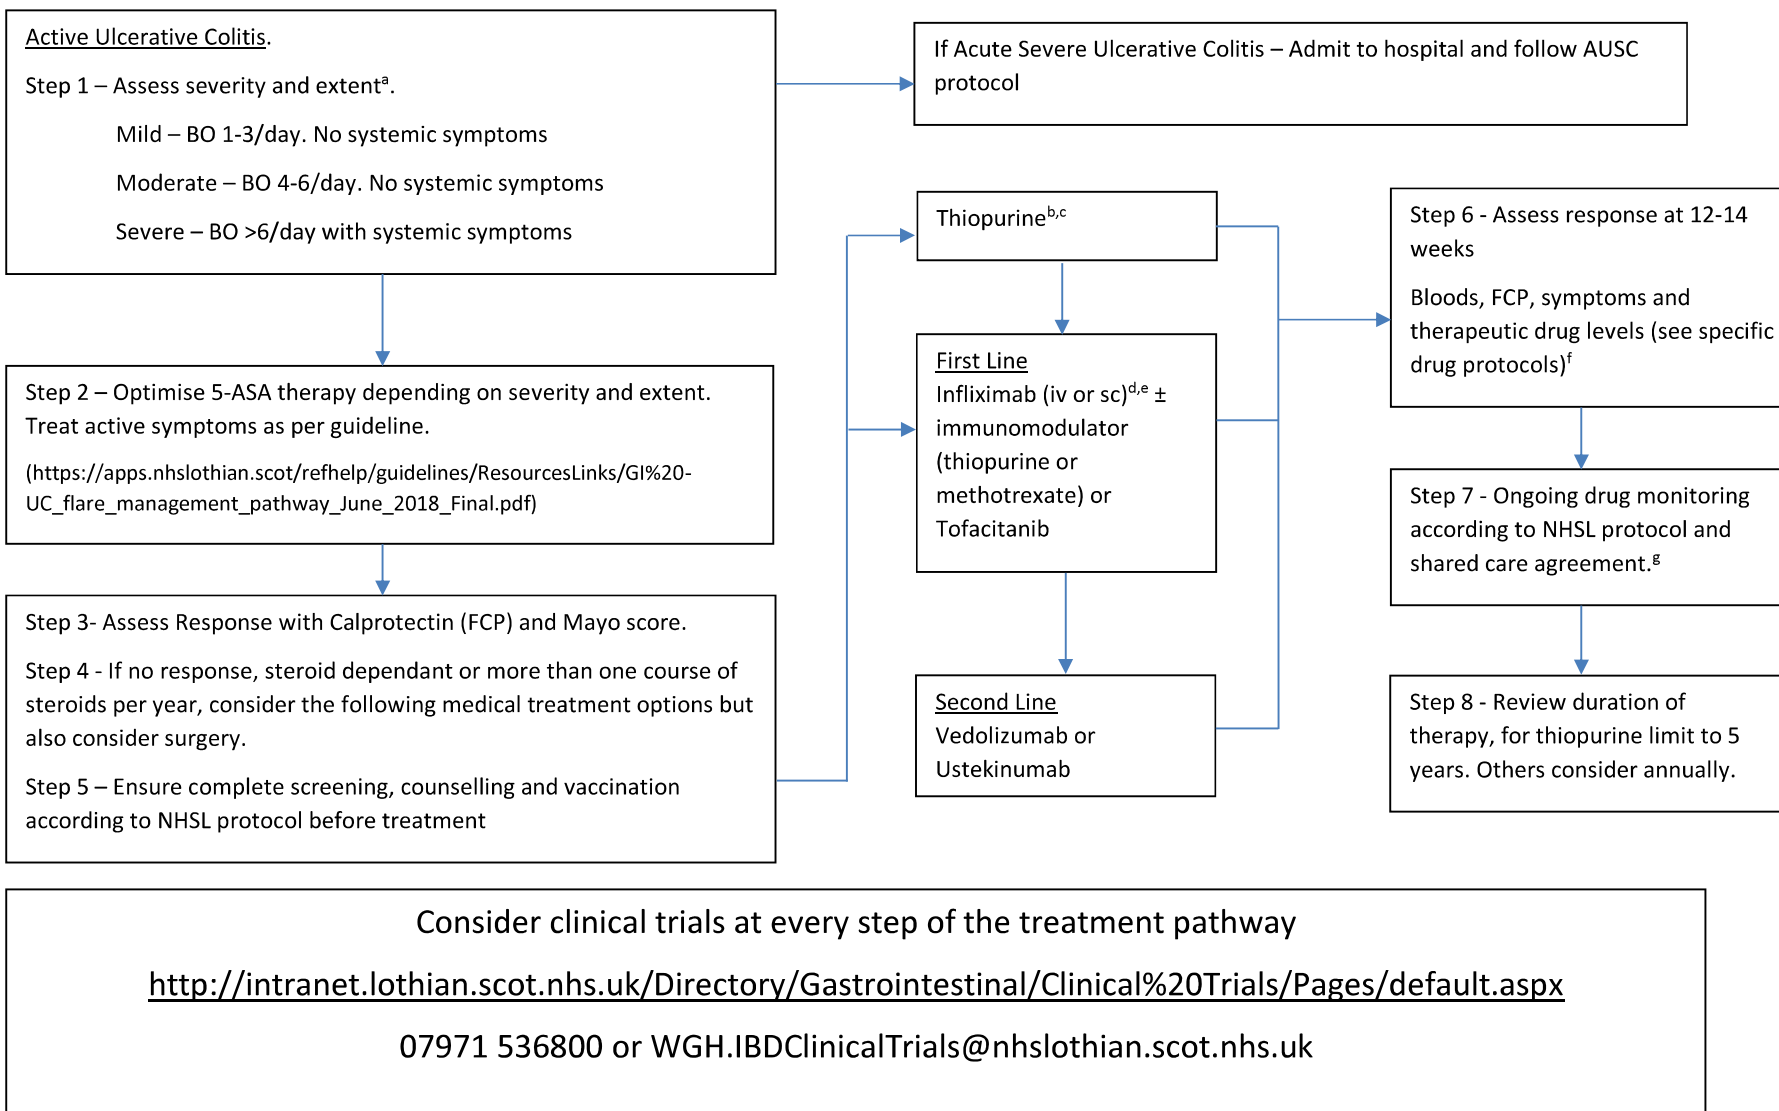 Active Ulcerative Colitis.
Step 1 – Assess severity and extentᵃ.
Mild – BO 1-3/day. No systemic symptoms
Moderate – BO 4-6/day. No systemic symptoms
Severe – BO >6/day with systemic symptoms
If Acute Severe Ulcerative Colitis – Admit to hospital and follow AUSC
protocol
Step 2 – Optimise 5-ASA therapy depending on severity and extent.
Treat active symptoms as per guideline.
(https://apps.nhslothian.scot/refhelp/guidelines/ResourcesLinks/GI%20-
UC_flare_management_pathway_June_2018_Final.pdf)
Step 3- Assess Response with Calprotectin (FCP) and Mayo score.
Step 4 - If no response, steroid dependant or more than one course of
steroids per year, consider the following medical treatment options but
also consider surgery.
Step 5 – Ensure complete screening, counselling and vaccination
according to NHSL protocol before treatment
Thiopurineᵇ,ᶜ
First Line
Infliximab (iv or sc)ᵈ,ᵉ ±
immunomodulator
(thiopurine or
methotrexate) or
Tofacitanib
Second Line
Vedolizumab or
Ustekinumab
Step 6 - Assess response at 12-14
weeks
Bloods, FCP, symptoms and
therapeutic drug levels (see specific
drug protocols)ᶠ
Step 7 - Ongoing drug monitoring
according to NHSL protocol and
shared care agreement.ᵍ
Step 8 - Review duration of
therapy, for thiopurine limit to 5
years. Others consider annually.
Consider clinical trials at every step of the treatment pathway
http://intranet.lothian.scot.nhs.uk/Directory/Gastrointestinal/Clinical%20Trials/Pages/default.aspx
07971 536800 or WGH.IBDClinicalTrials@nhslothian.scot.nhs.uk